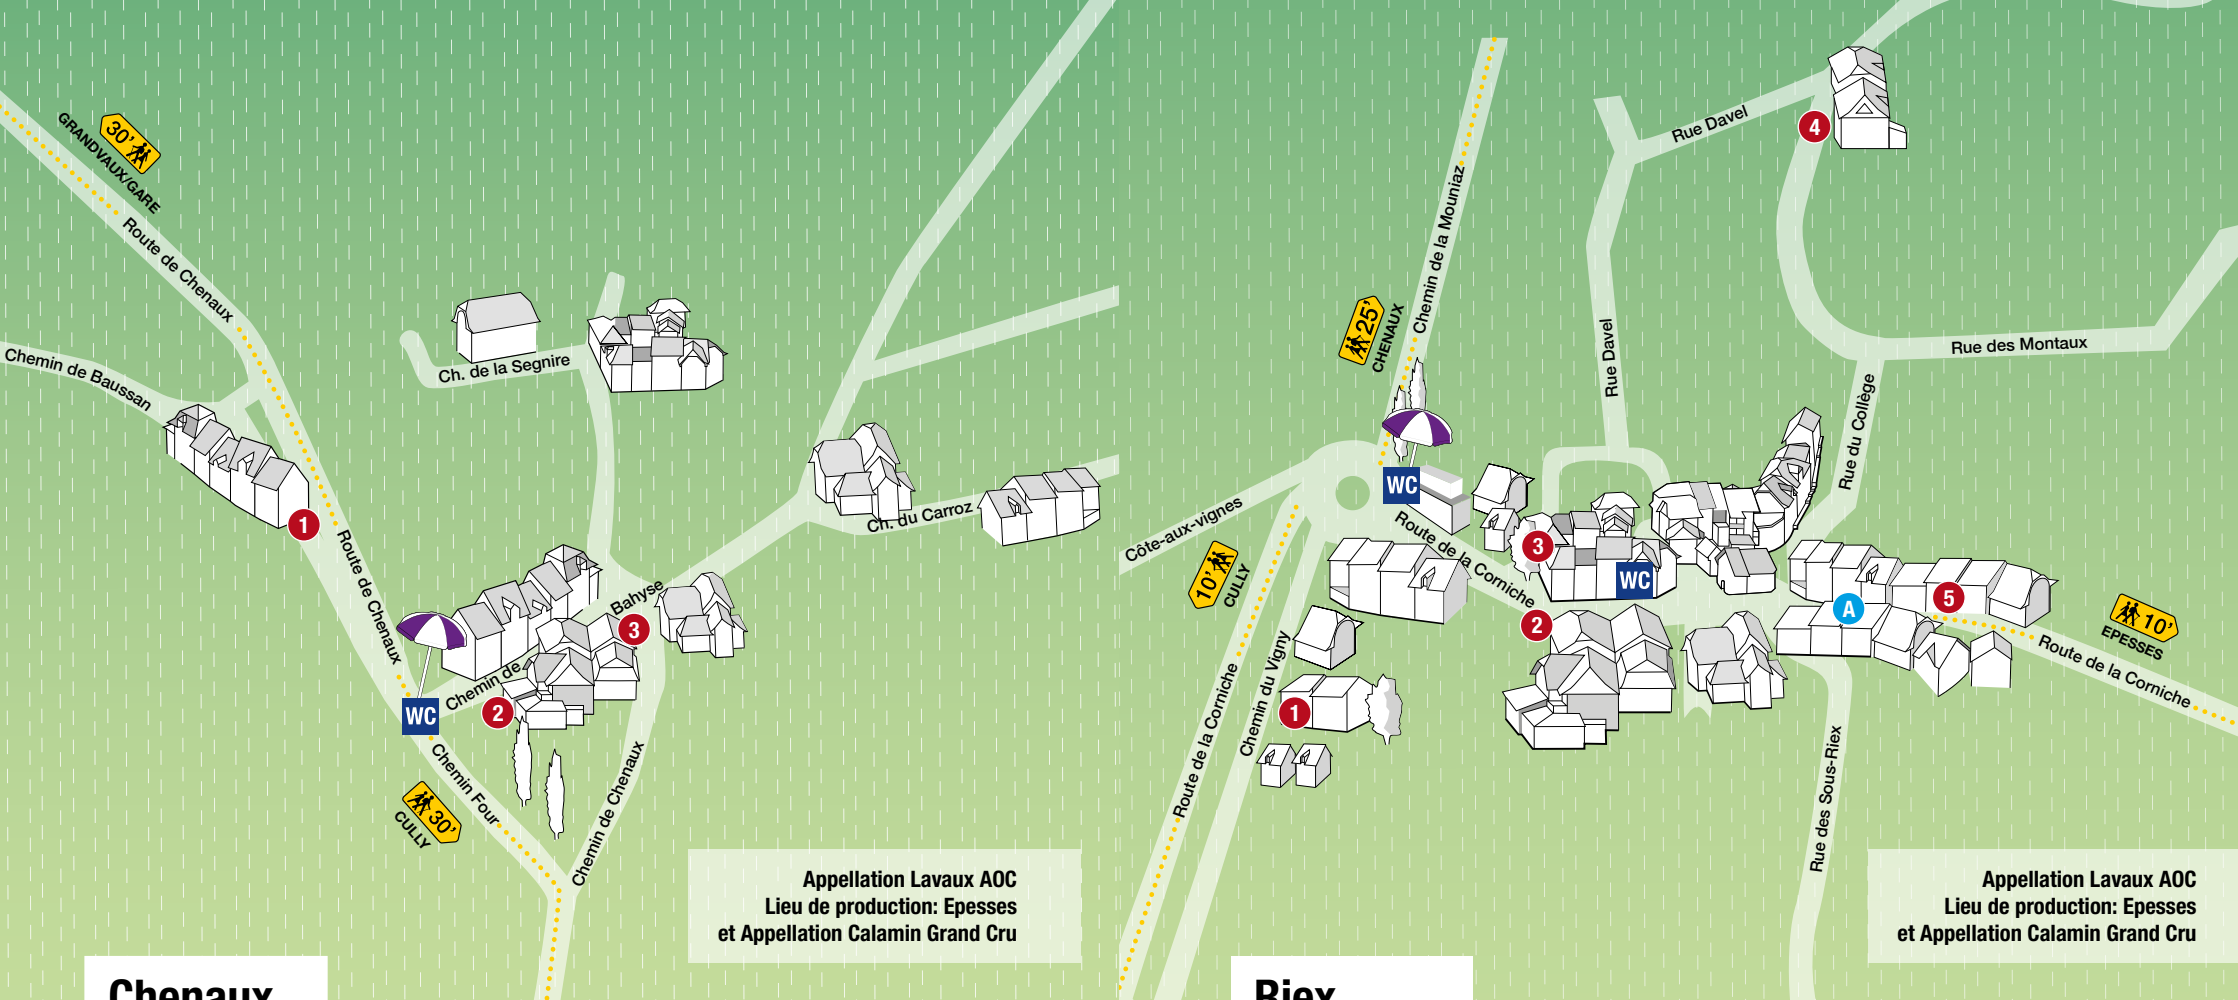 30'
GRANDVAUX/GARE
Route de Chenaux
Chemin de Baussan
Ch. de la Segnire
1
Route de Chenaux
Ch. du Carroz
Chemin de Bahyse
3
2
WC
Chemin Four
30'
CULLY
Chemin de Chenaux
Appellation Lavaux AOC
Lieu de production: Epesses
et Appellation Calamin Grand Cru
Chenaux
Rue Davel
4
Chemin de la Mouniaz
25'
CHENAUX
Rue Davel
Rue des Montaux
Rue du Collège
WC
Côte-aux-vignes
Route de la Corniche
10'
CULLY
3
WC
2
A
5
10'
EPESSES
Route de la Corniche
Route de la Corniche
Chemin du Vigny
1
Rue des Sous-Riex
Appellation Lavaux AOC
Lieu de production: Epesses
et Appellation Calamin Grand Cru
Riex